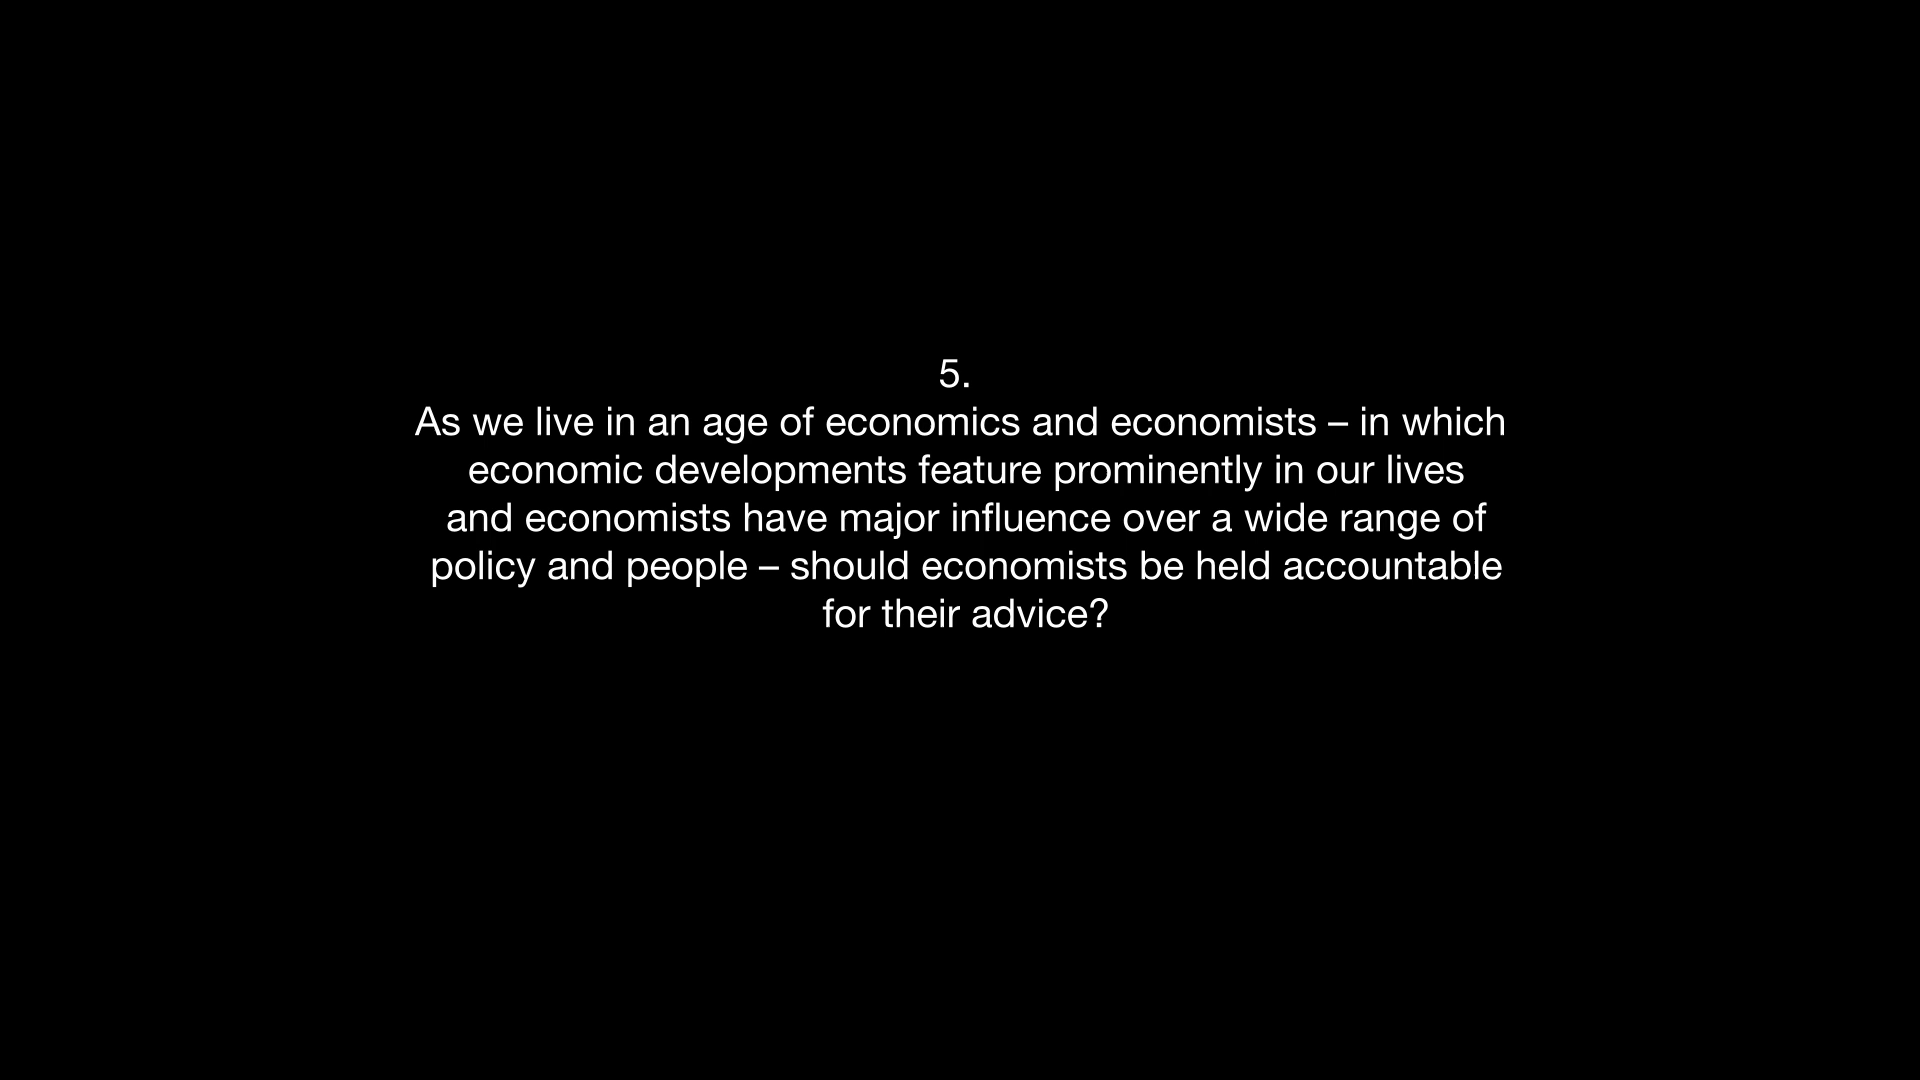 5.
As we live in an age of economics and economists – in which
economic developments feature prominently in our lives
and economists have major influence over a wide range of
policy and people – should economists be held accountable
for their advice?